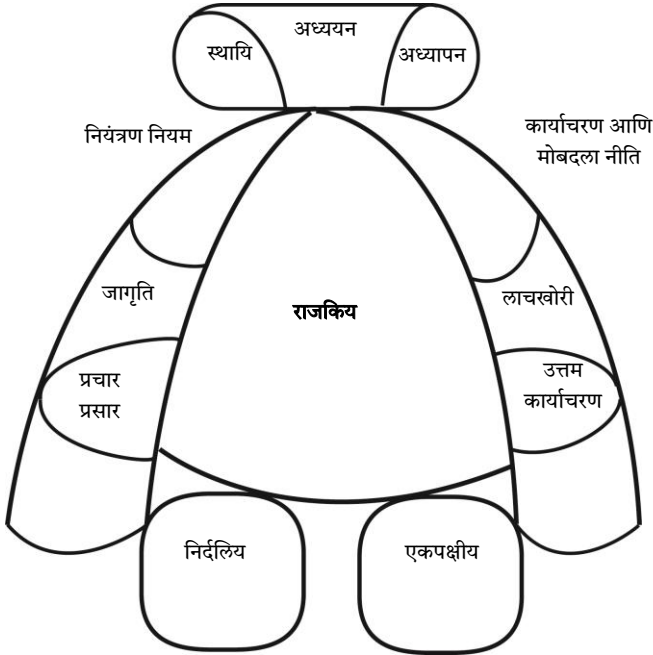 अध्ययन
स्थायि
अध्यापन
नियंत्रण नियम
कार्याचरण आणि
मोबदला नीति
जागृति
राजकिय
लाचखोरी
प्रचार
प्रसार
उत्तम
कार्याचरण
निर्दलिय
एकपक्षीय